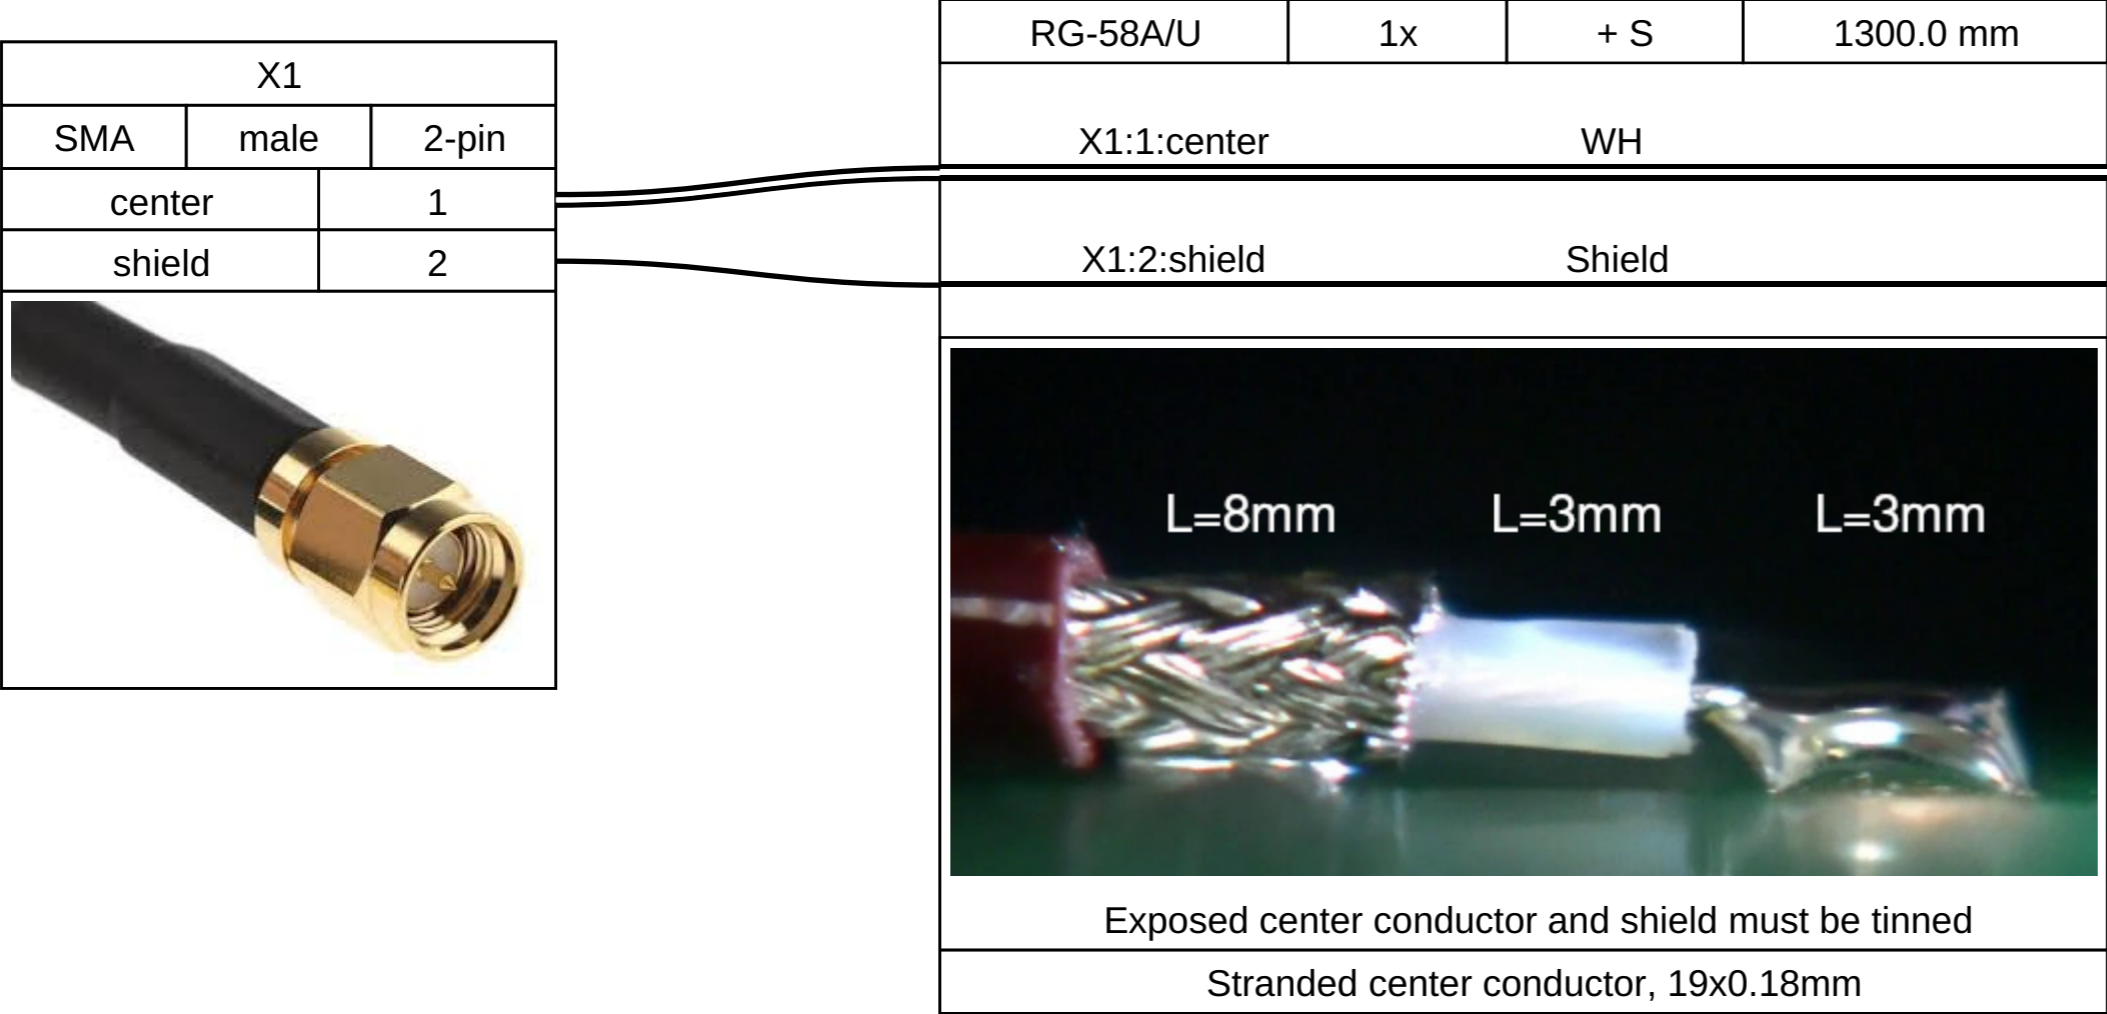 X1
SMA male 2-pin
center 1
shield 2
RG-58A/U 1x + S 1300.0 mm
X1:1:center WH
X1:2:shield Shield
L=8mm L=3mm L=3mm
Exposed center conductor and shield must be tinned
Stranded center conductor, 19x0.18mm